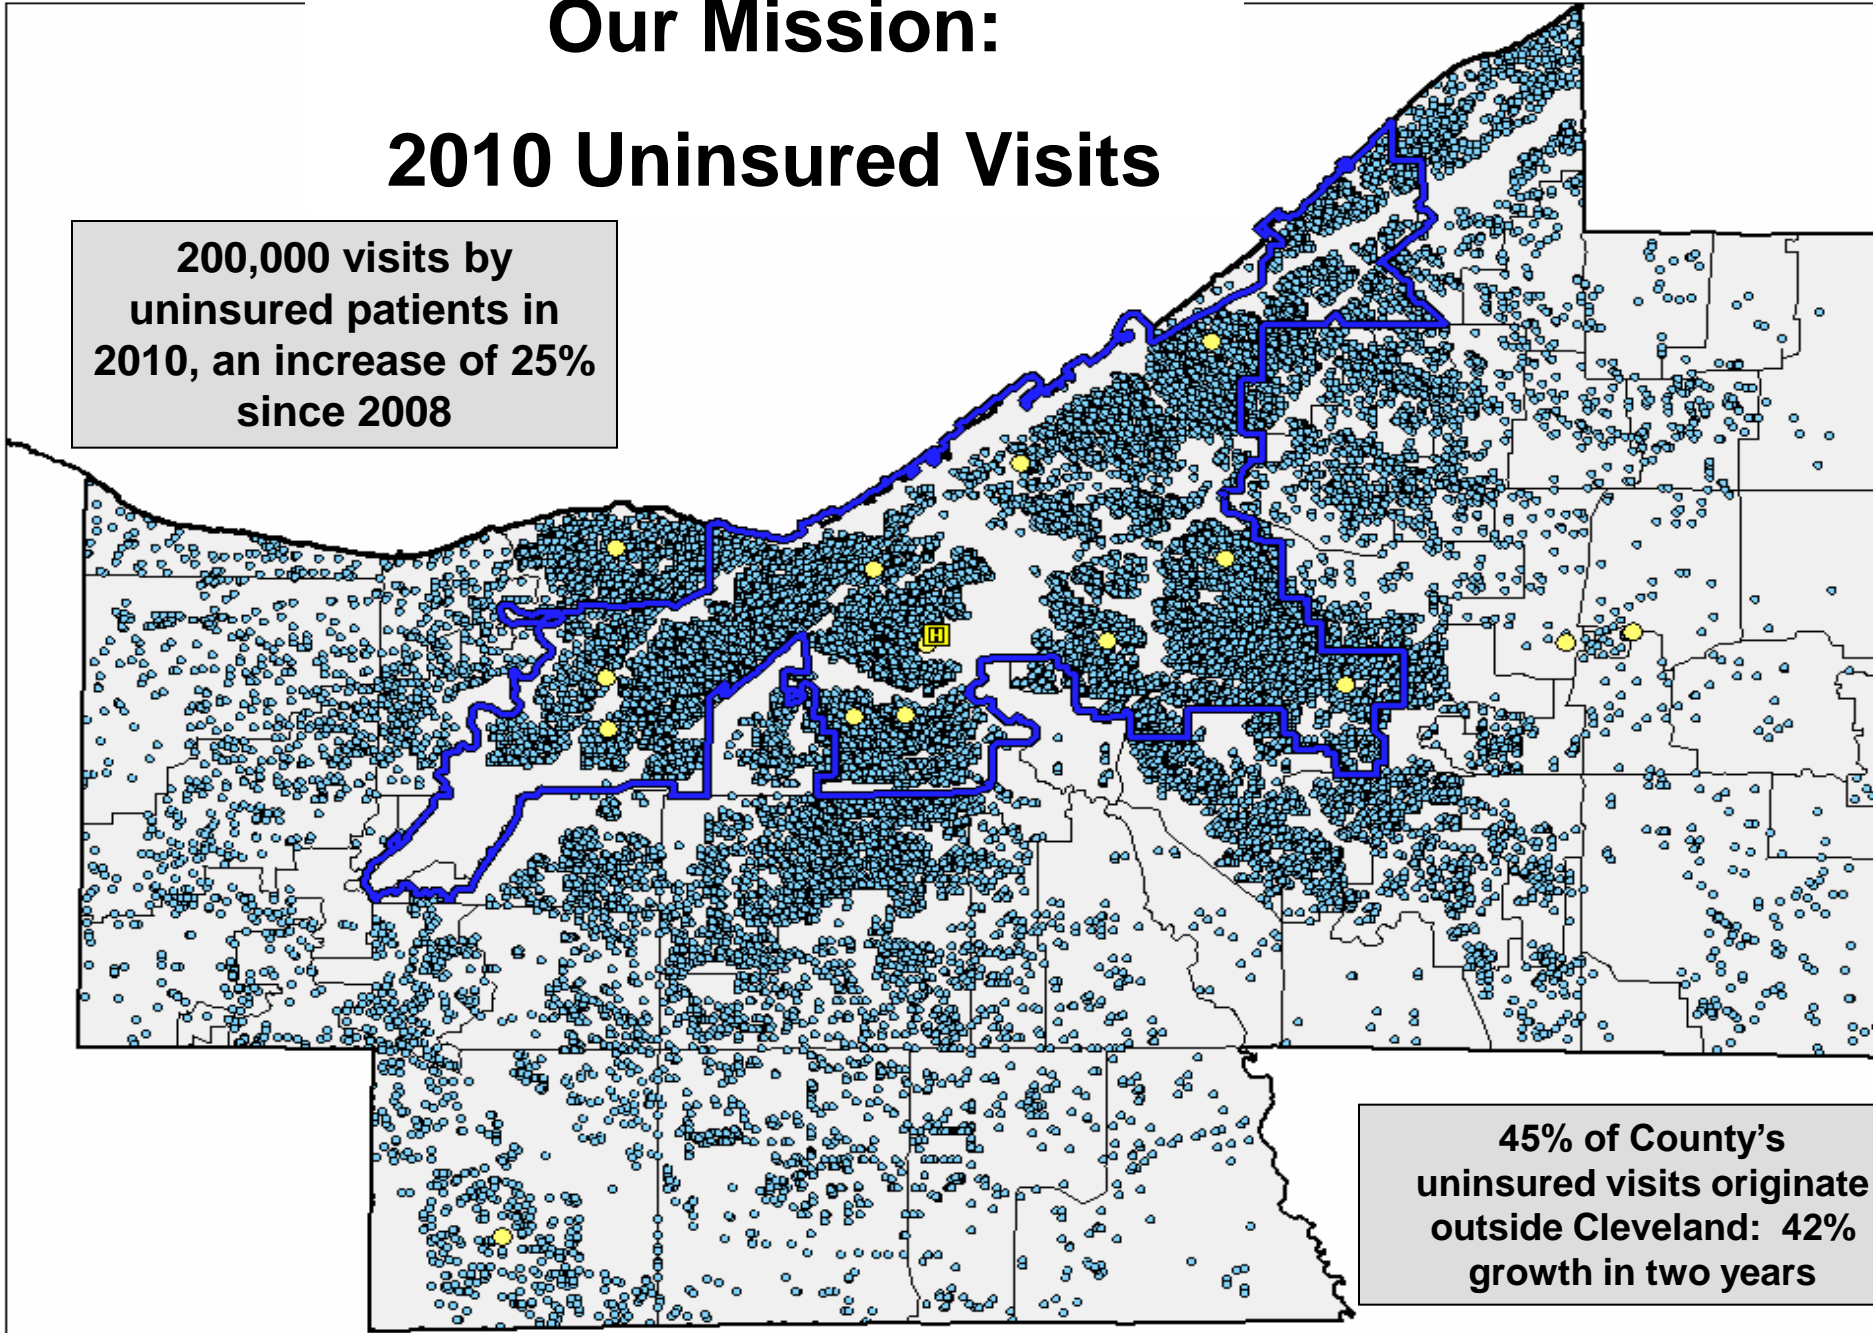 Our Mission:
2010 Uninsured Visits
200,000 visits by
uninsured patients in
2010, an increase of 25%
since 2008
H
45% of County’s
uninsured visits originate
outside Cleveland:  42%
growth in two years